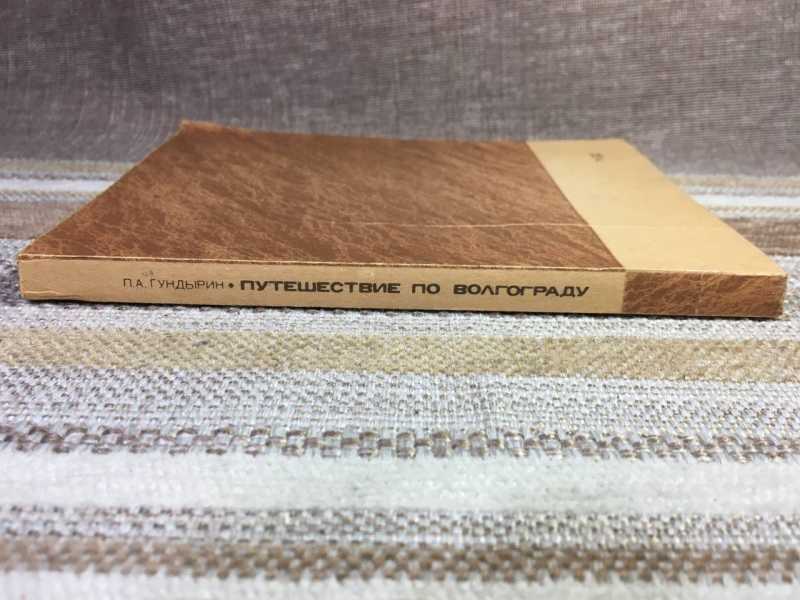 П.А. ГУНДЫРИН • ПУТЕШЕСТВИЕ ПО ВОЛГОГРАДУ